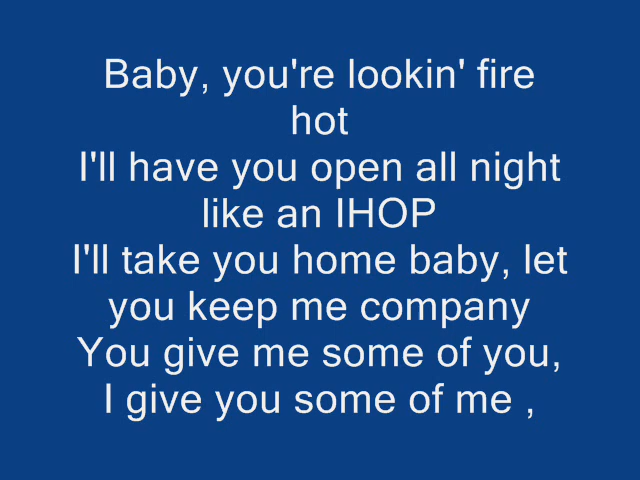 Baby, you're lookin' fire
hot
I'll have you open all night
like an IHOP
I'll take you home baby, let
you keep me company
You give me some of you,
I give you some of me ,